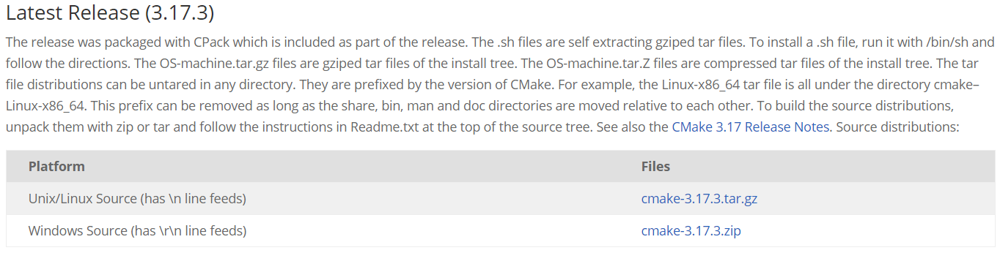 Latest Release (3.17.3)
The release was packaged with CPack which is included as part of the release. The .sh files are self extracting gziped tar files. To install a .sh file, run it with /bin/sh and
follow the directions. The OS-machine.tar.gz files are gziped tar files of the install tree. The OS-machine.tar.Z files are compressed tar files of the install tree. The tar
file distributions can be untared in any directory. They are prefixed by the version of CMake. For example, the Linux-x86_64 tar file is all under the directory cmake–
Linux-x86_64. This prefix can be removed as long as the share, bin, man and doc directories are moved relative to each other. To build the source distributions,
unpack them with zip or tar and follow the instructions in Readme.txt at the top of the source tree. See also the CMake 3.17 Release Notes. Source distributions:
Platform Files
Unix/Linux Source (has \n line feeds) cmake-3.17.3.tar.gz
Windows Source (has \r\n line feeds) cmake-3.17.3.zip